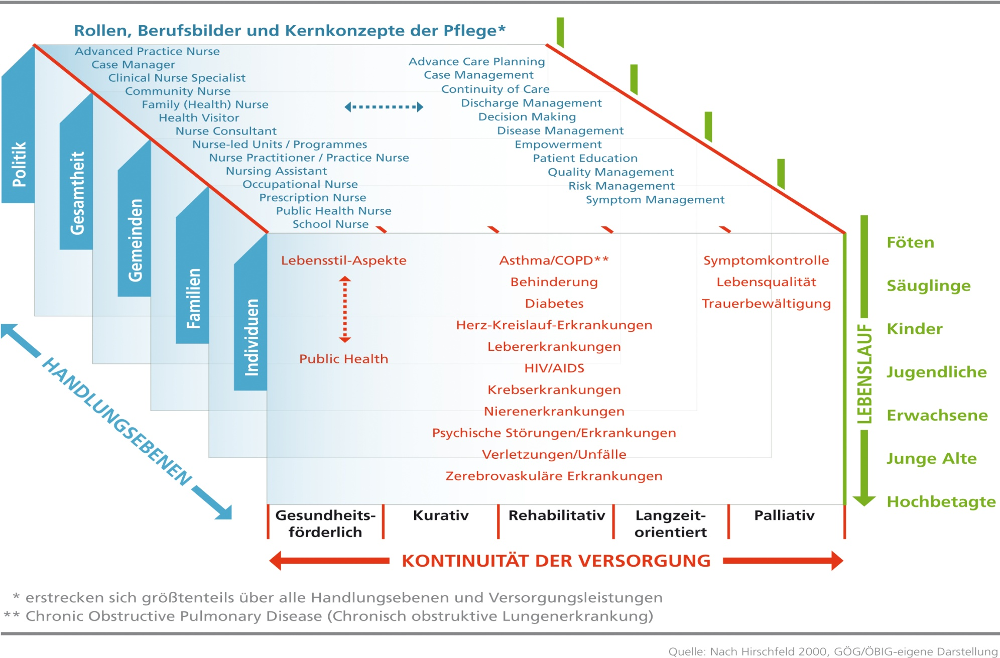 Rollen, Berufsbilder und Kernkonzepte der Pflege*
Advanced Practice Nurse
Case Manager
Clinical Nurse Specialist
Community Nurse
Family (Health) Nurse
Health Visitor
Nurse Consultant
Nurse-led Units / Programmes
Nurse Practitioner / Practice Nurse
Nursing Assistant
Occupational Nurse
Prescription Nurse
Public Health Nurse
School Nurse
Advance Care Planning
Case Management
Continuity of Care
Discharge Management
Decision Making
Disease Management
Empowerment
Patient Education
Quality Management
Risk Management
Symptom Management
Politik
Gesamtheit
Gemeinden
Familien
Individuen
HANDLUNGSEBENEN
Lebensstil-Aspekte
Public Health
Asthma/COPD**
Behinderung
Diabetes
Herz-Kreislauf-Erkrankungen
Lebererkrankungen
HIV/AIDS
Krebserkrankungen
Nierenerkrankungen
Psychische Störungen/Erkrankungen
Verletzungen/Unfälle
Zerebrovaskuläre Erkrankungen
Symptomkontrolle
Lebensqualität
Trauerbewältigung
LEBENSLAUF
Föten
Säuglinge
Kinder
Jugendliche
Erwachsene
Junge Alte
Hochbetagte
Gesundheits-
förderlich
Kurativ
Rehabilitativ
Langzeit-
orientiert
Palliativ
KONTINUITÄT DER VERSORGUNG
* erstrecken sich größtenteils über alle Handlungsebenen und Versorgungsleistungen
** Chronic Obstructive Pulmonary Disease (Chronisch obstruktive Lungenerkrankung)
Quelle: Nach Hirschfeld 2000, GÖG/ÖBIG-eigene Darstellung